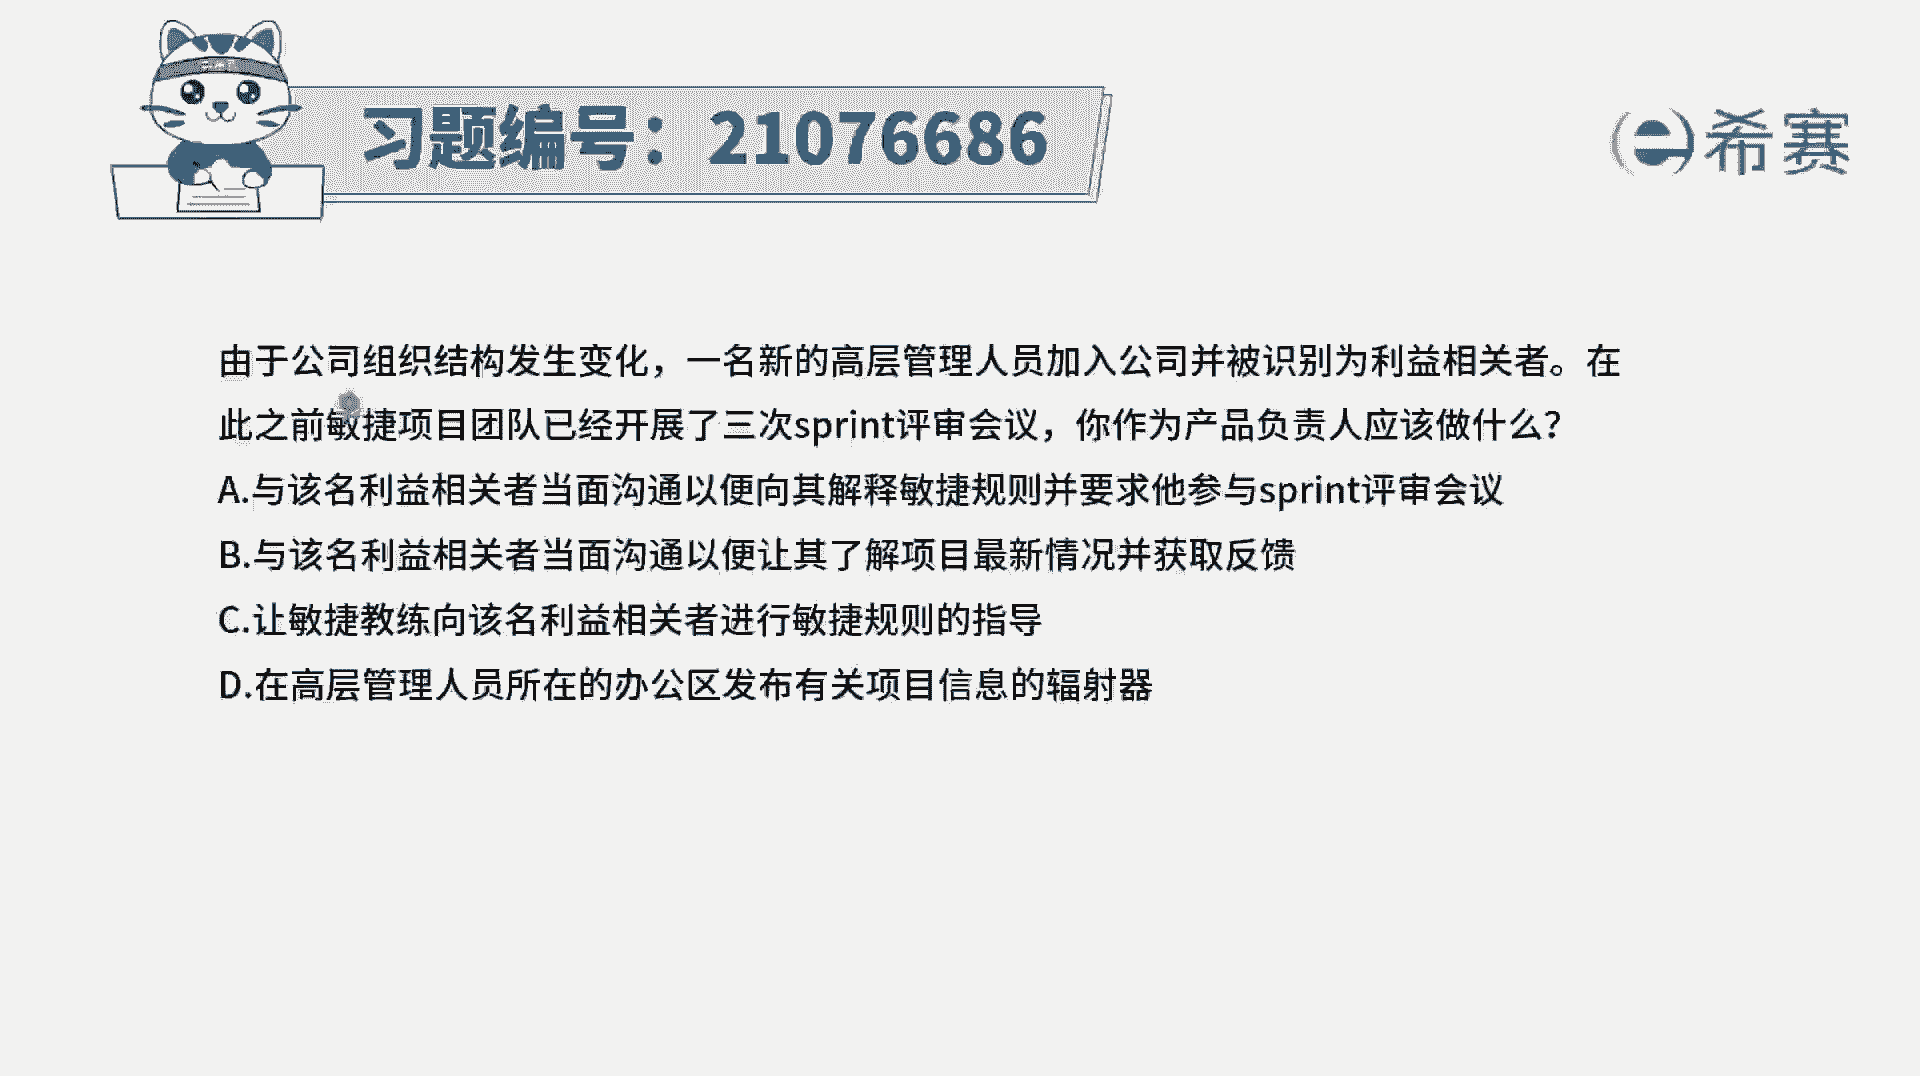 习题编号：21076686
希赛
由于公司组织结构发生变化，一名新的高层管理人员加入公司并被识别为利益相关者。在
此之前敏捷项目团队已经开展了三次sprint评审会议，你作为产品负责人应该做什么？
A.与该名利益相关者当面沟通以便向其解释敏捷规则并要求他参与sprint评审会议
B.与该名利益相关者当面沟通以便让其了解项目最新情况并获取反馈
C.让敏捷教练向该名利益相关者进行敏捷规则的指导
D.在高层管理人员所在的办公区发布有关项目信息的辐射器